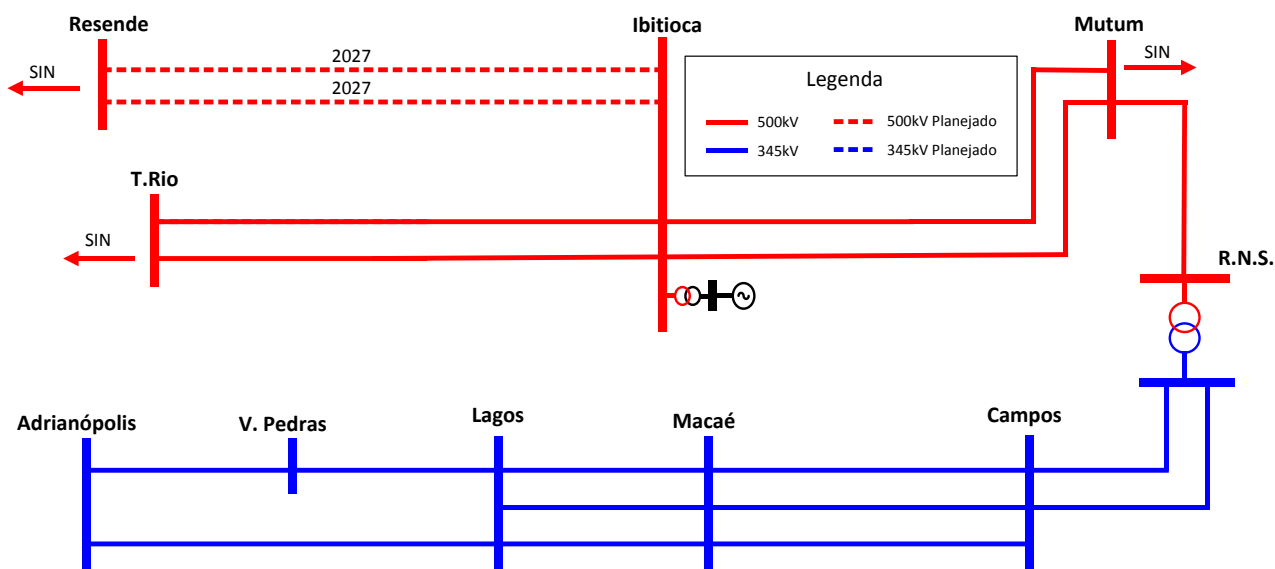 Resende
Ibitioca
Mutum
2027
SIN
SIN
2027
Legenda
500kV
500kV Planejado
345kV
345kV Planejado
T.Rio
SIN
R.N.S.
Adrianópolis
V. Pedras
Lagos
Macaé
Campos